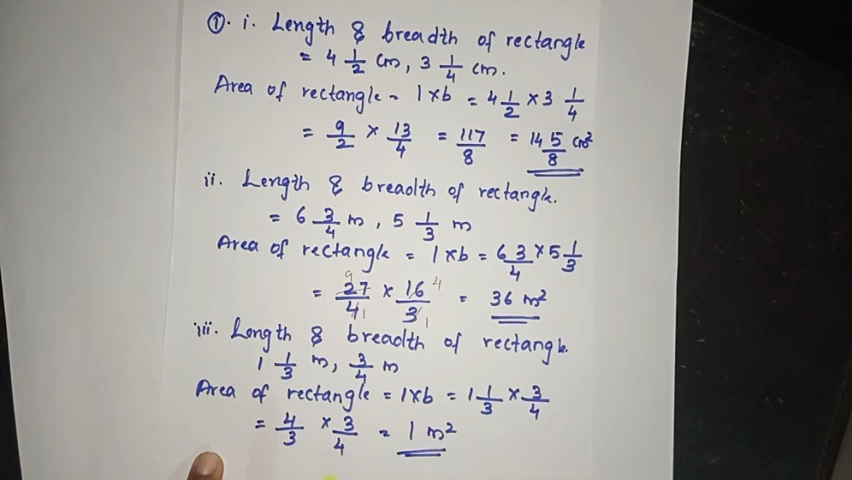 ①. i. Length & breadth of rectangle
= 4 1/2 cm, 3 1/4 cm.
Area of rectangle = l×b = 4 1/2 × 3 1/4
= 9/2 × 13/4 = 117/8 = 14 5/8 cm²
ii. Length & breadth of rectangle.
= 6 3/4 m, 5 1/3 m
Area of rectangle = l×b = 6 3/4 × 5 1/3
= 27/4 × 16/3 = 36 m²
9 1 4 1
iii. Length & breadth of rectangle.
1 1/3 m, 3/4 m
Area of rectangle = l×b = 1 1/3 × 3/4
= 4/3 × 3/4 = 1 m²